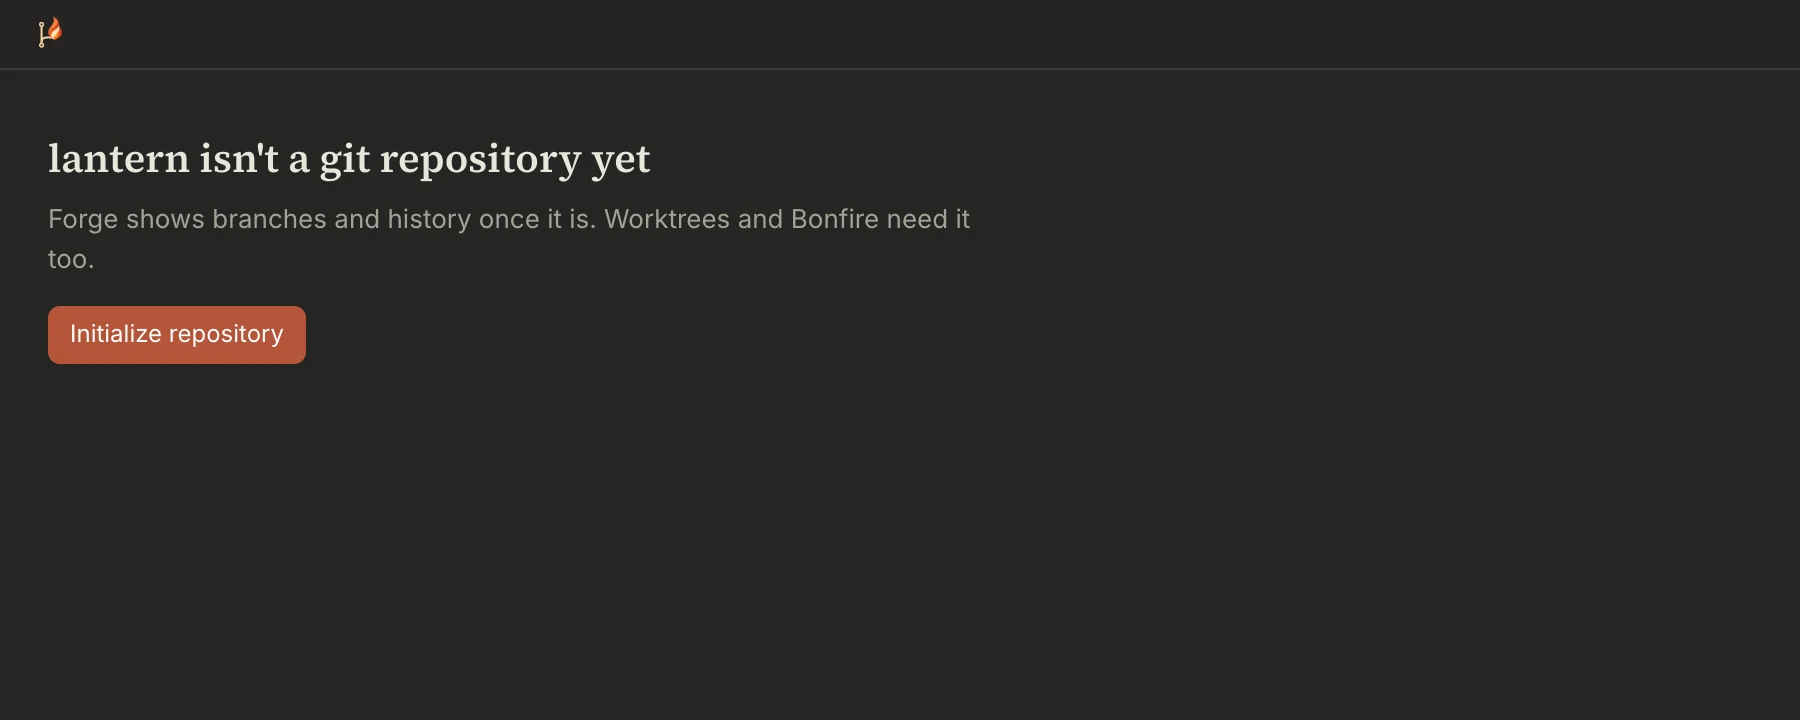 lantern isn't a git repository yet
Forge shows branches and history once it is. Worktrees and Bonfire need it
too.
Initialize repository